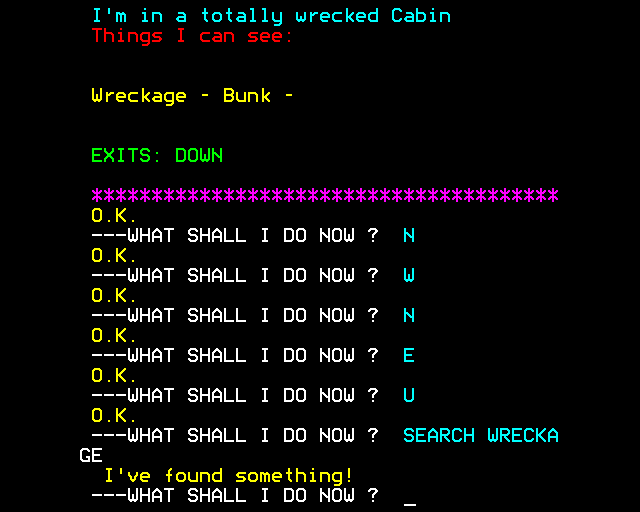 I'm in a totally wrecked Cabin
Things I can see:
Wreckage - Bunk -
EXITS: DOWN
***************************************
O.K.
---WHAT SHALL I DO NOW ?  N
O.K.
---WHAT SHALL I DO NOW ?  W
O.K.
---WHAT SHALL I DO NOW ?  N
O.K.
---WHAT SHALL I DO NOW ?  E
O.K.
---WHAT SHALL I DO NOW ?  U
O.K.
---WHAT SHALL I DO NOW ?  SEARCH WRECKA
GE
I've found something!
---WHAT SHALL I DO NOW ?  _